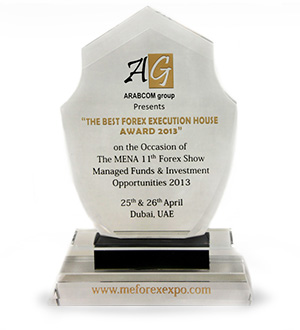 AG
ARABCOM group
Presents
"THE BEST FOREX EXECUTION HOUSE
AWARD 2013"
on the Occasion of
The MENA 11th Forex Show
Managed Funds & Investment
Opportunities 2013
25th & 26th April
Dubai, UAE
www.meforexexpo.com